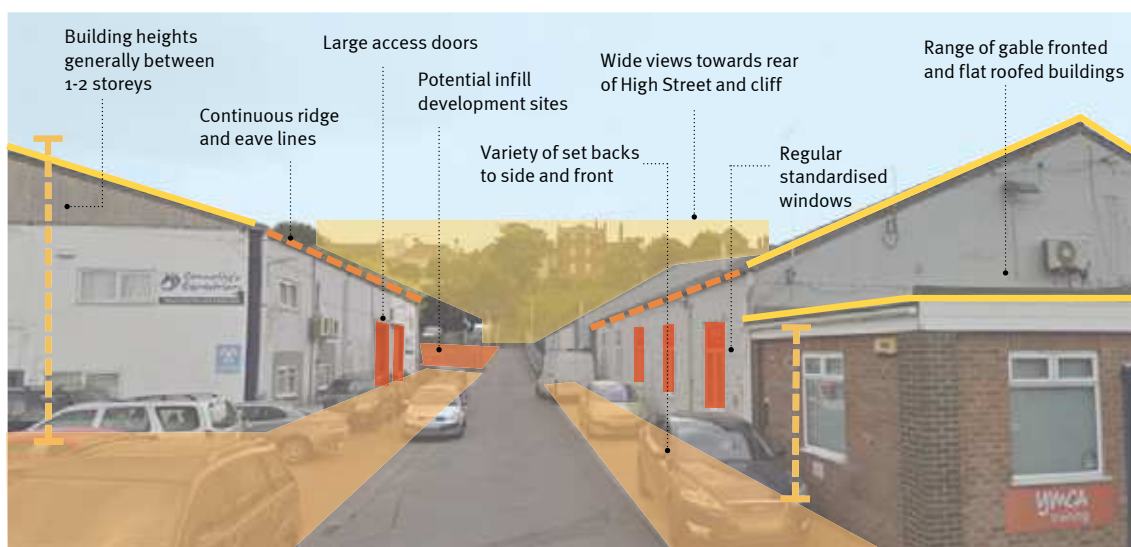 Building heights
generally between
1-2 storeys
Large access doors
Wide views towards rear
of High Street and cliff
Range of gable fronted
and flat roofed buildings
Potential infill
development sites
Continuous ridge
and eave lines
Variety of set backs
to side and front
Regular
standardised
windows
ymca
training